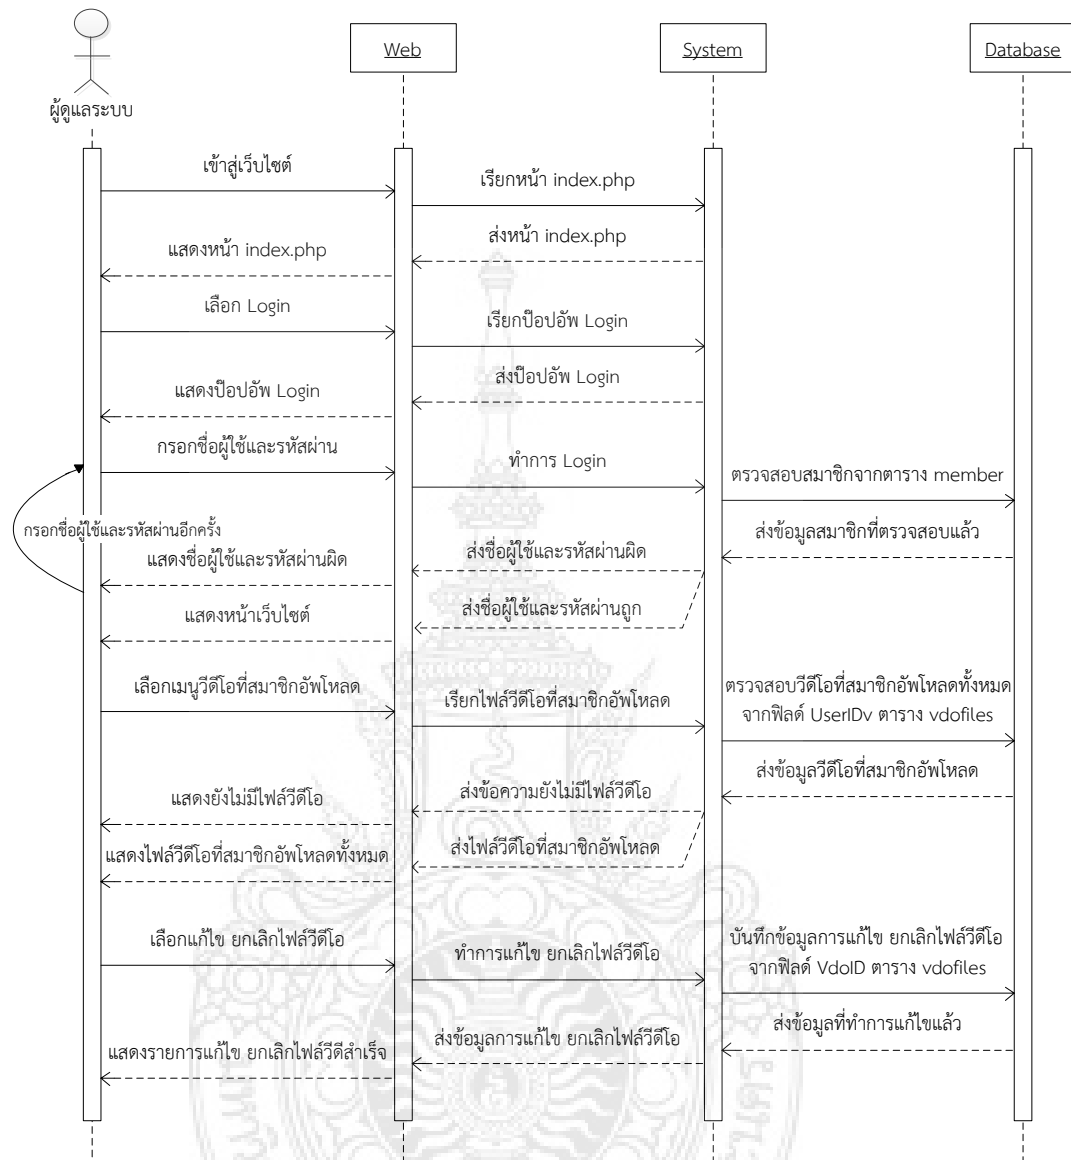 Web
System
Database
ผู้ดูแลระบบ
เข้าสู่เว็บไซต์
เรียกหน้า index.php
ส่งหน้า index.php
แสดงหน้า index.php
เลือก Login
เรียกป๊อปอัพ Login
ส่งป๊อปอัพ Login
แสดงป๊อปอัพ Login
กรอกชื่อผู้ใช้และรหัสผ่าน
ทำการ Login
ตรวจสอบสมาชิกจากตาราง member
ส่งข้อมูลสมาชิกที่ตรวจสอบแล้ว
กรอกชื่อผู้ใช้และรหัสผ่านอีกครั้ง
ส่งชื่อผู้ใช้และรหัสผ่านผิด
แสดงชื่อผู้ใช้และรหัสผ่านผิด
ส่งชื่อผู้ใช้และรหัสผ่านถูก
แสดงหน้าเว็บไซต์
เลือกเมนูวีดีโอที่สมาชิกอัพโหลด
เรียกไฟล์วีดีโอที่สมาชิกอัพโหลด
ตรวจสอบวีดีโอที่สมาชิกอัพโหลดทั้งหมด
จากฟิลด์ UserIDv ตาราง vdofiles
ส่งข้อมูลวีดีโอที่สมาชิกอัพโหลด
ส่งข้อความยังไม่มีไฟล์วีดีโอ
แสดงยังไม่มีไฟล์วีดีโอ
ส่งไฟล์วีดีโอที่สมาชิกอัพโหลด
แสดงไฟล์วีดีโอที่สมาชิกอัพโหลดทั้งหมด
เลือกแก้ไข ยกเลิกไฟล์วีดีโอ
ทำการแก้ไข ยกเลิกไฟล์วีดีโอ
บันทึกข้อมูลการแก้ไข ยกเลิกไฟล์วีดีโอ
จากฟิลด์ VdoID ตาราง vdofiles
ส่งข้อมูลที่ทำการแก้ไขแล้ว
ส่งข้อมูลการแก้ไข ยกเลิกไฟล์วีดีโอ
แสดงรายการแก้ไข ยกเลิกไฟล์วีดีสำเร็จ